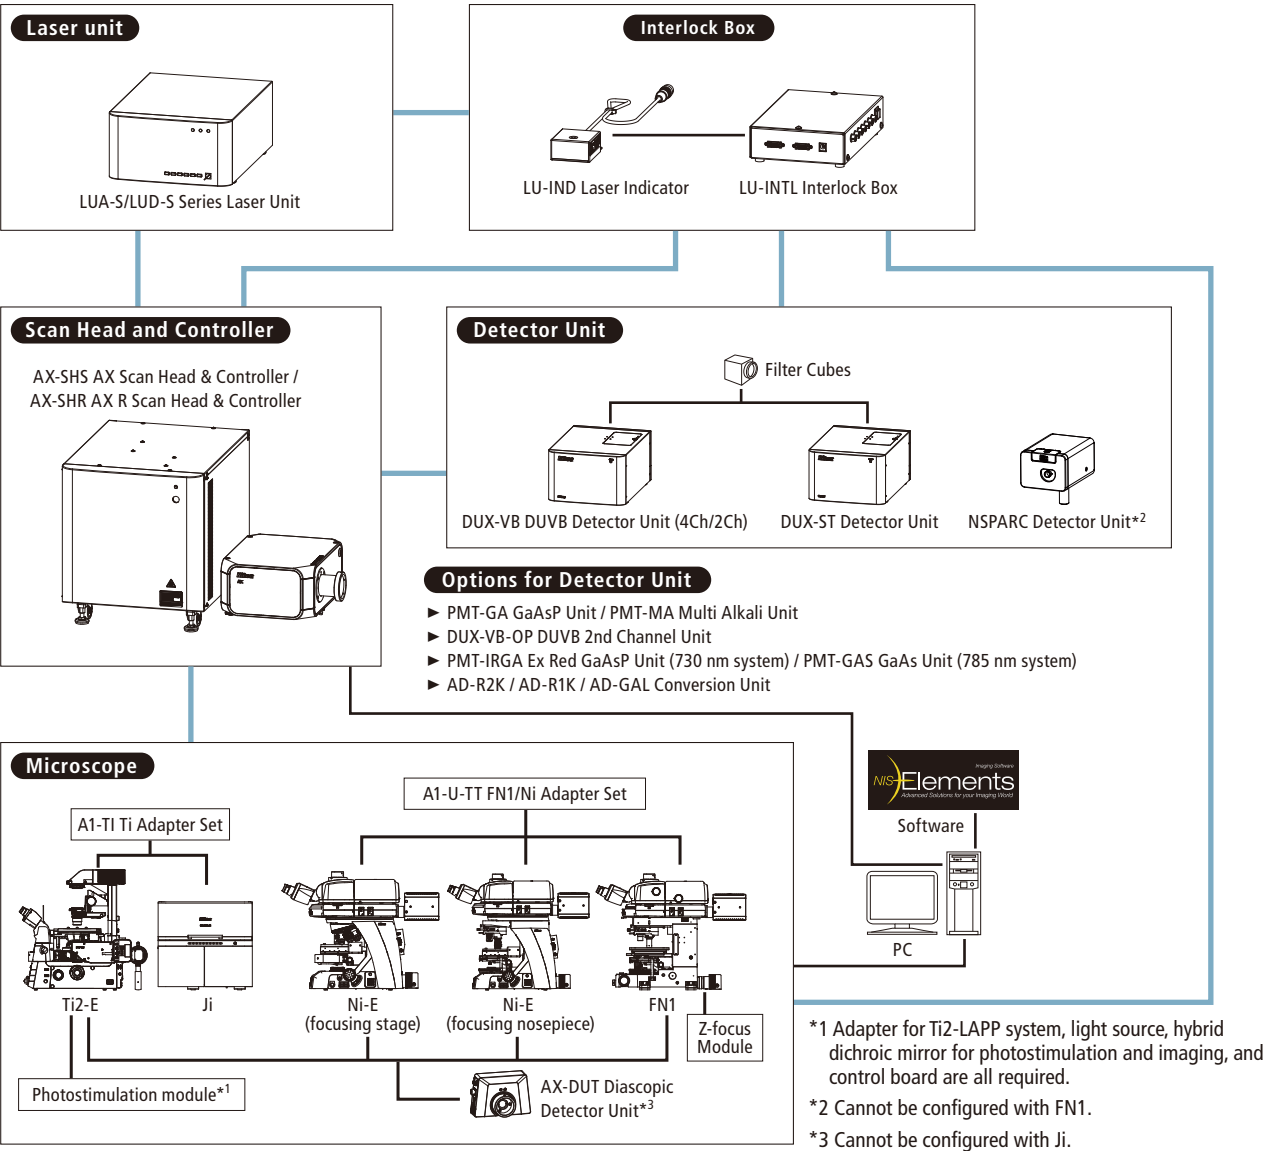 Laser unit
LUA-S/LUD-S Series Laser Unit
Interlock Box
LU-IND Laser Indicator
LU-INTL Interlock Box
Scan Head and Controller
AX-SHS AX Scan Head & Controller /
AX-SHR AX R Scan Head & Controller
Detector Unit
Filter Cubes
DUX-VB DUVB Detector Unit (4Ch/2Ch)
DUX-ST Detector Unit
NSPARC Detector Unit*2
Options for Detector Unit
► PMT-GA GaAsP Unit / PMT-MA Multi Alkali Unit
► DUX-VB-OP DUVB 2nd Channel Unit
► PMT-IRGA Ex Red GaAsP Unit (730 nm system) / PMT-GAS GaAs Unit (785 nm system)
► AD-R2K / AD-R1K / AD-GAL Conversion Unit
Microscope
A1-TI Ti Adapter Set
A1-U-TT FN1/Ni Adapter Set
Ti2-E
Ji
Ni-E
(focusing stage)
Ni-E
(focusing nosepiece)
FN1
Z-focus
Module
Photostimulation module*1
AX-DUT Diascopic
Detector Unit*3
Imaging Software
NIS-Elements
Advanced Solutions for your Imaging World
Software
PC
*1 Adapter for Ti2-LAPP system, light source, hybrid
dichroic mirror for photostimulation and imaging, and
control board are all required.
*2 Cannot be configured with FN1.
*3 Cannot be configured with Ji.